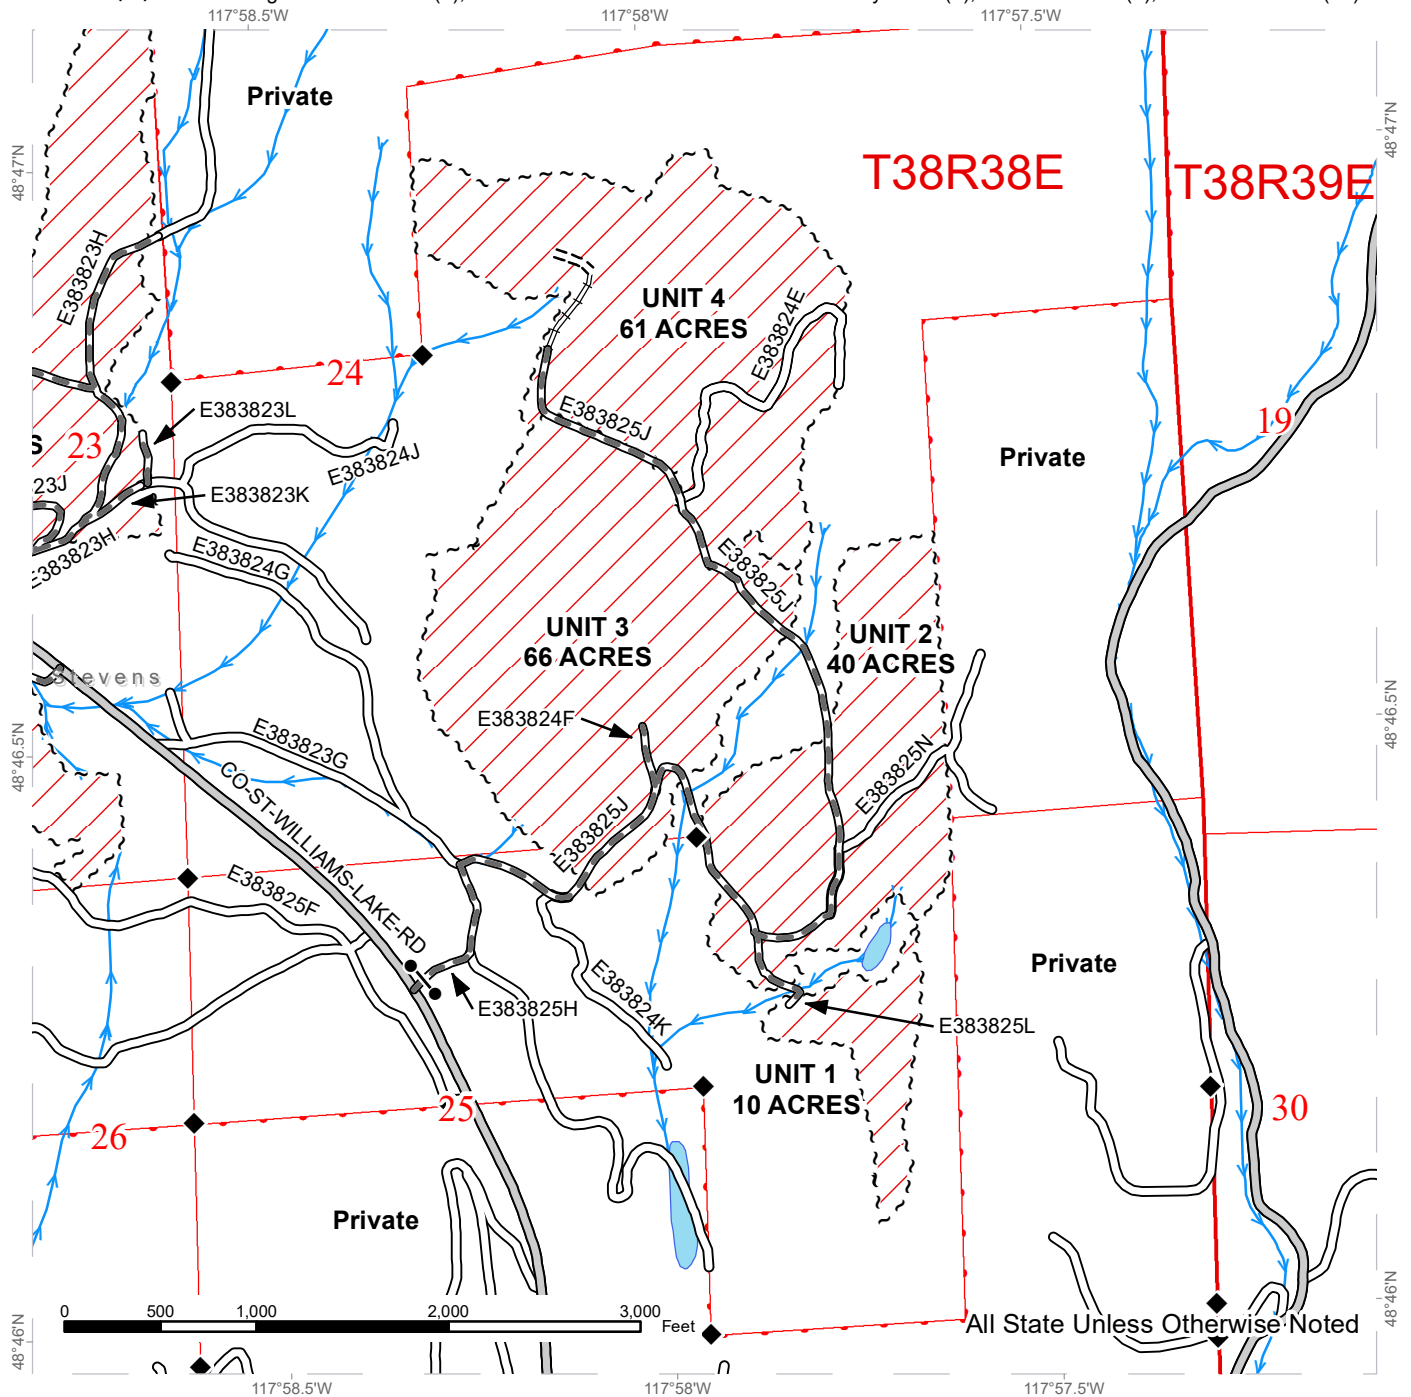 117°58.5'W
117°58'W
117°57.5'W
Private
48°47'N
48°47'N
T38R38E
T38R39E
E383823H
UNIT 4
61 ACRES
E383824E
24
E383823L
E383825J
19
23
S
E383824J
Private
23J
E383823K
E383823H
E383824G
E383825J
UNIT 3
66 ACRES
UNIT 2
40 ACRES
Stevens
E383824F
48°46.5'N
48°46.5'N
E383823G
E383825N
CO-ST-WILLIAMS-LAKE-RD
E383825J
E383825F
Private
E383824K
E383825H
E383825L
UNIT 1
10 ACRES
25
26
30
Private
48°46'N
48°46'N
0 500 1,000 2,000 3,000
Feet
All State Unless Otherwise Noted
117°58.5'W
117°58'W
117°57.5'W